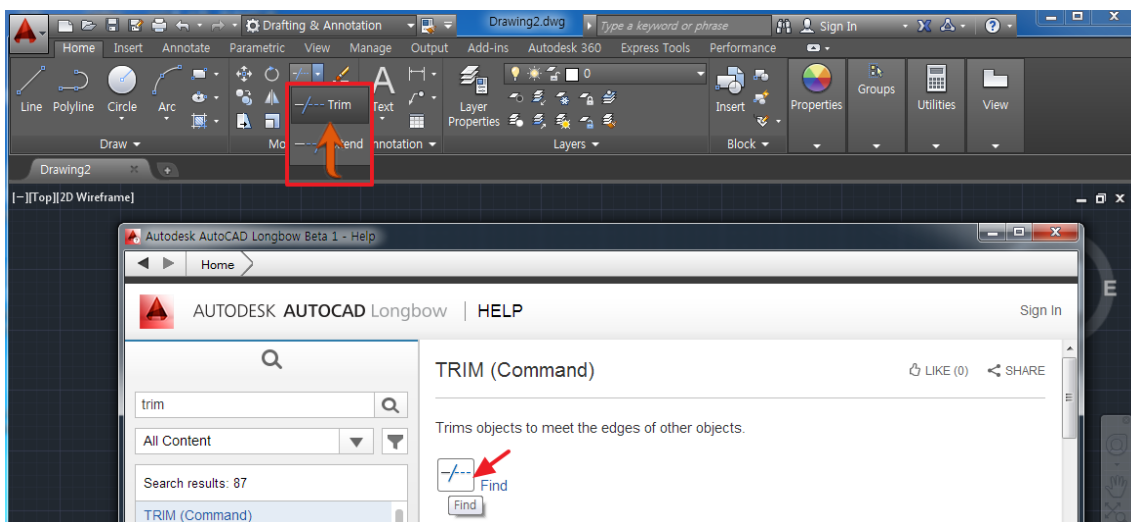 Drafting & Annotation
Drawing2.dwg
Type a keyword or phrase
Sign In
Home Insert Annotate Parametric View Manage Output Add-ins Autodesk 360 Express Tools Performance
0
Trim
Line Polyline Circle Arc
Text
Layer
Properties
Insert
Properties
Groups
Utilities
View
Draw
Layers
Block
Drawing2
[−][Top][2D Wireframe]
E
Autodesk AutoCAD Longbow Beta 1 - Help
Home
AUTODESK AUTOCAD Longbow | HELP
Sign In
trim
All Content
Search results: 87
TRIM (Command)
TRIM (Command)
LIKE (0)
SHARE
Trims objects to meet the edges of other objects.
Find
Find